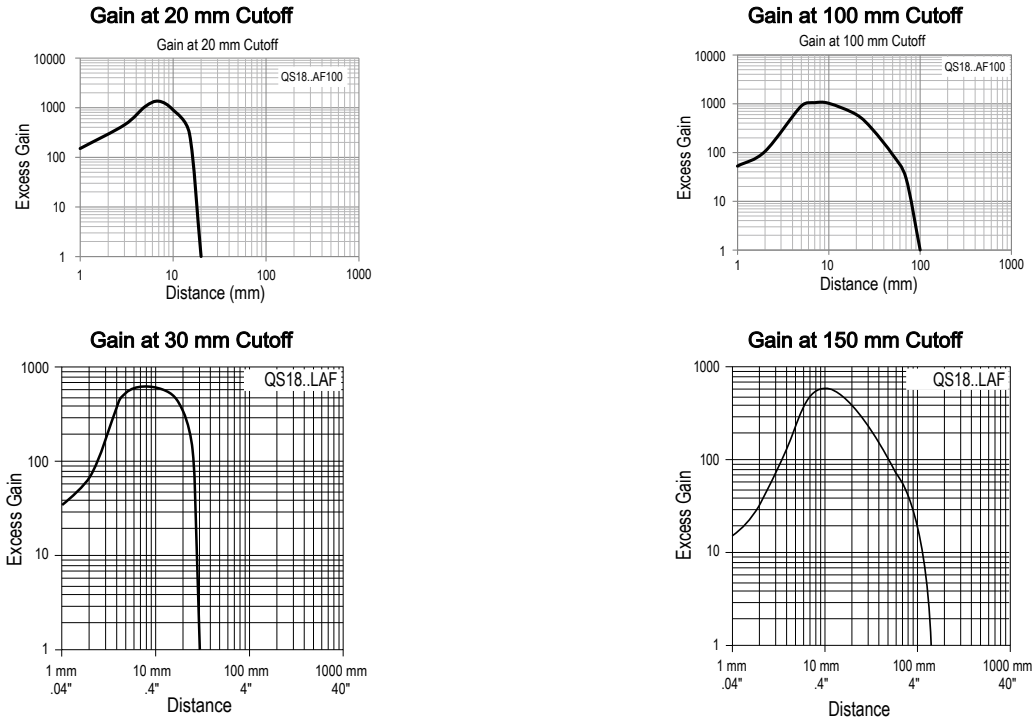 Gain at 20 mm Cutoff
Gain at 20 mm Cutoff
QS18..AF100
10000
1000
100
10
1
Excess Gain
1 10 100 1000
Distance (mm)
Gain at 100 mm Cutoff
Gain at 100 mm Cutoff
QS18..AF100
10000
1000
100
10
1
Excess Gain
1 10 100 1000
Distance (mm)
Gain at 30 mm Cutoff
QS18..LAF
1000
100
10
1
Excess Gain
1 mm 10 mm 100 mm 1000 mm
.04" .4" 4" 40"
Distance
Gain at 150 mm Cutoff
QS18..LAF
1000
100
10
1
Excess Gain
1 mm 10 mm 100 mm 1000 mm
.04" .4" 4" 40"
Distance